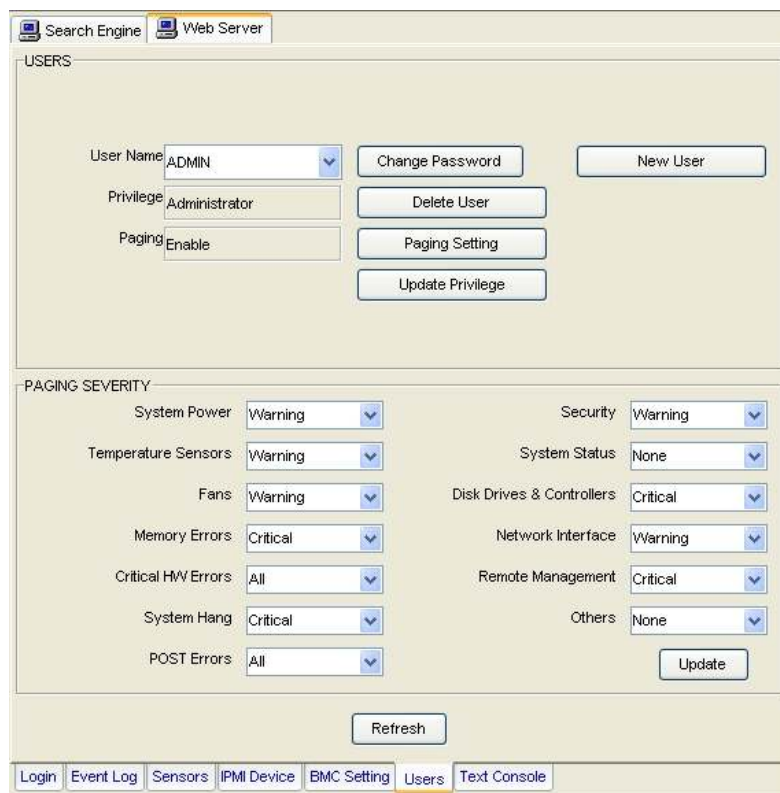 Search Engine Web Server
USERS
User Name ADMIN Change Password New User
Privilege Administrator Delete User
Paging Enable Paging Setting
Update Privilege
PAGING SEVERITY
System Power Warning Security Warning
Temperature Sensors Warning System Status None
Fans Warning Disk Drives & Controllers Critical
Memory Errors Critical Network Interface Warning
Critical HW Errors All Remote Management Critical
System Hang Critical Others None
POST Errors All Update
Refresh
Login Event Log Sensors IPMI Device BMC Setting Users Text Console